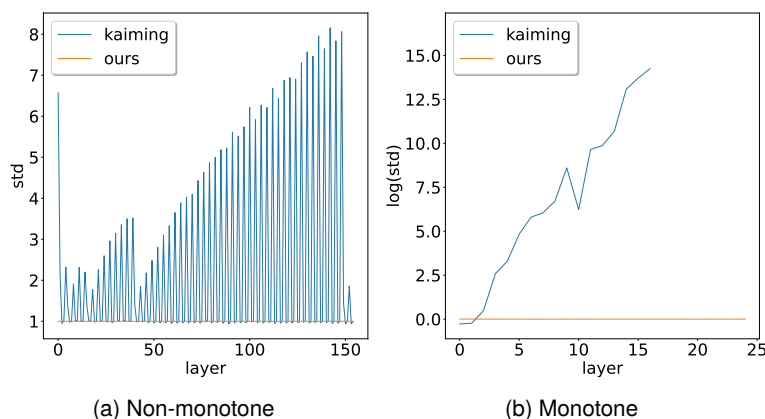 kaiming
ours
8
7
6
5
4
3
2
1
std
0
50
100
150
layer
(a) Non-monotone
kaiming
ours
15.0
12.5
10.0
7.5
5.0
2.5
0.0
log(std)
0
5
10
15
20
25
layer
(b) Monotone